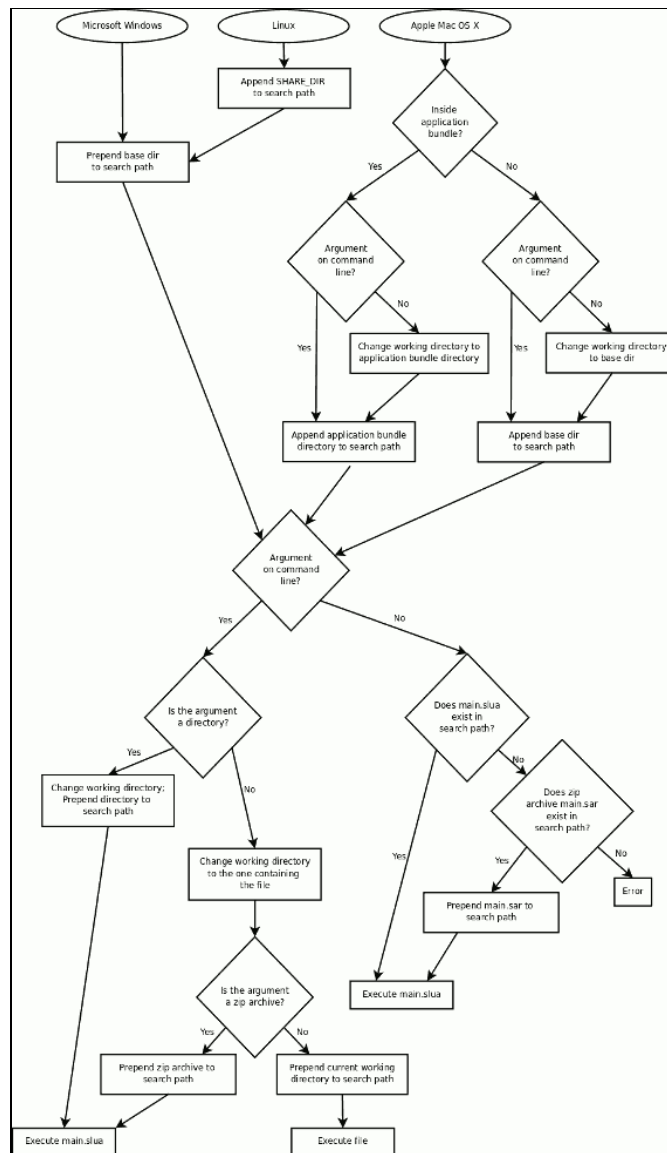 Microsoft Windows
Linux
Apple Mac OS X
Append SHARE_DIR
to search path
Inside
application
bundle?
Prepend base dir
to search path
Yes
No
Argument
on command
line?
Argument
on command
line?
No
No
Yes
Change working directory to
application bundle directory
Yes
Change working directory
to base dir
Append application bundle
directory to search path
Append base dir
to search path
Argument
on command
line?
Yes
No
Is the argument
a directory?
Does main.slua
exist in
search path?
Yes
No
Change working directory;
Prepend directory to
search path
No
Does zip
archive main.sar
exist in
search path?
Change working directory
to the one containing
the file
Yes
Yes
No
Prepend main.sar to
search path
Error
Is the argument
a zip archive?
Execute main.slua
Yes
No
Prepend zip archive to
search path
Prepend current working
directory to search path
Execute main.slua
Execute file